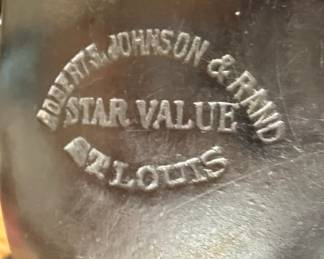 ROBERTS, JOHNSON & RAND
STAR VALUE
ST. LOUIS